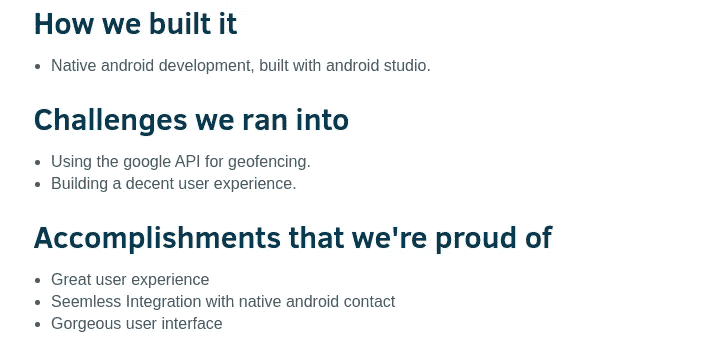 How we built it
• Native android development, built with android studio.
Challenges we ran into
• Using the google API for geofencing.
• Building a decent user experience.
Accomplishments that we're proud of
• Great user experience
• Seemless Integration with native android contact
• Gorgeous user interface